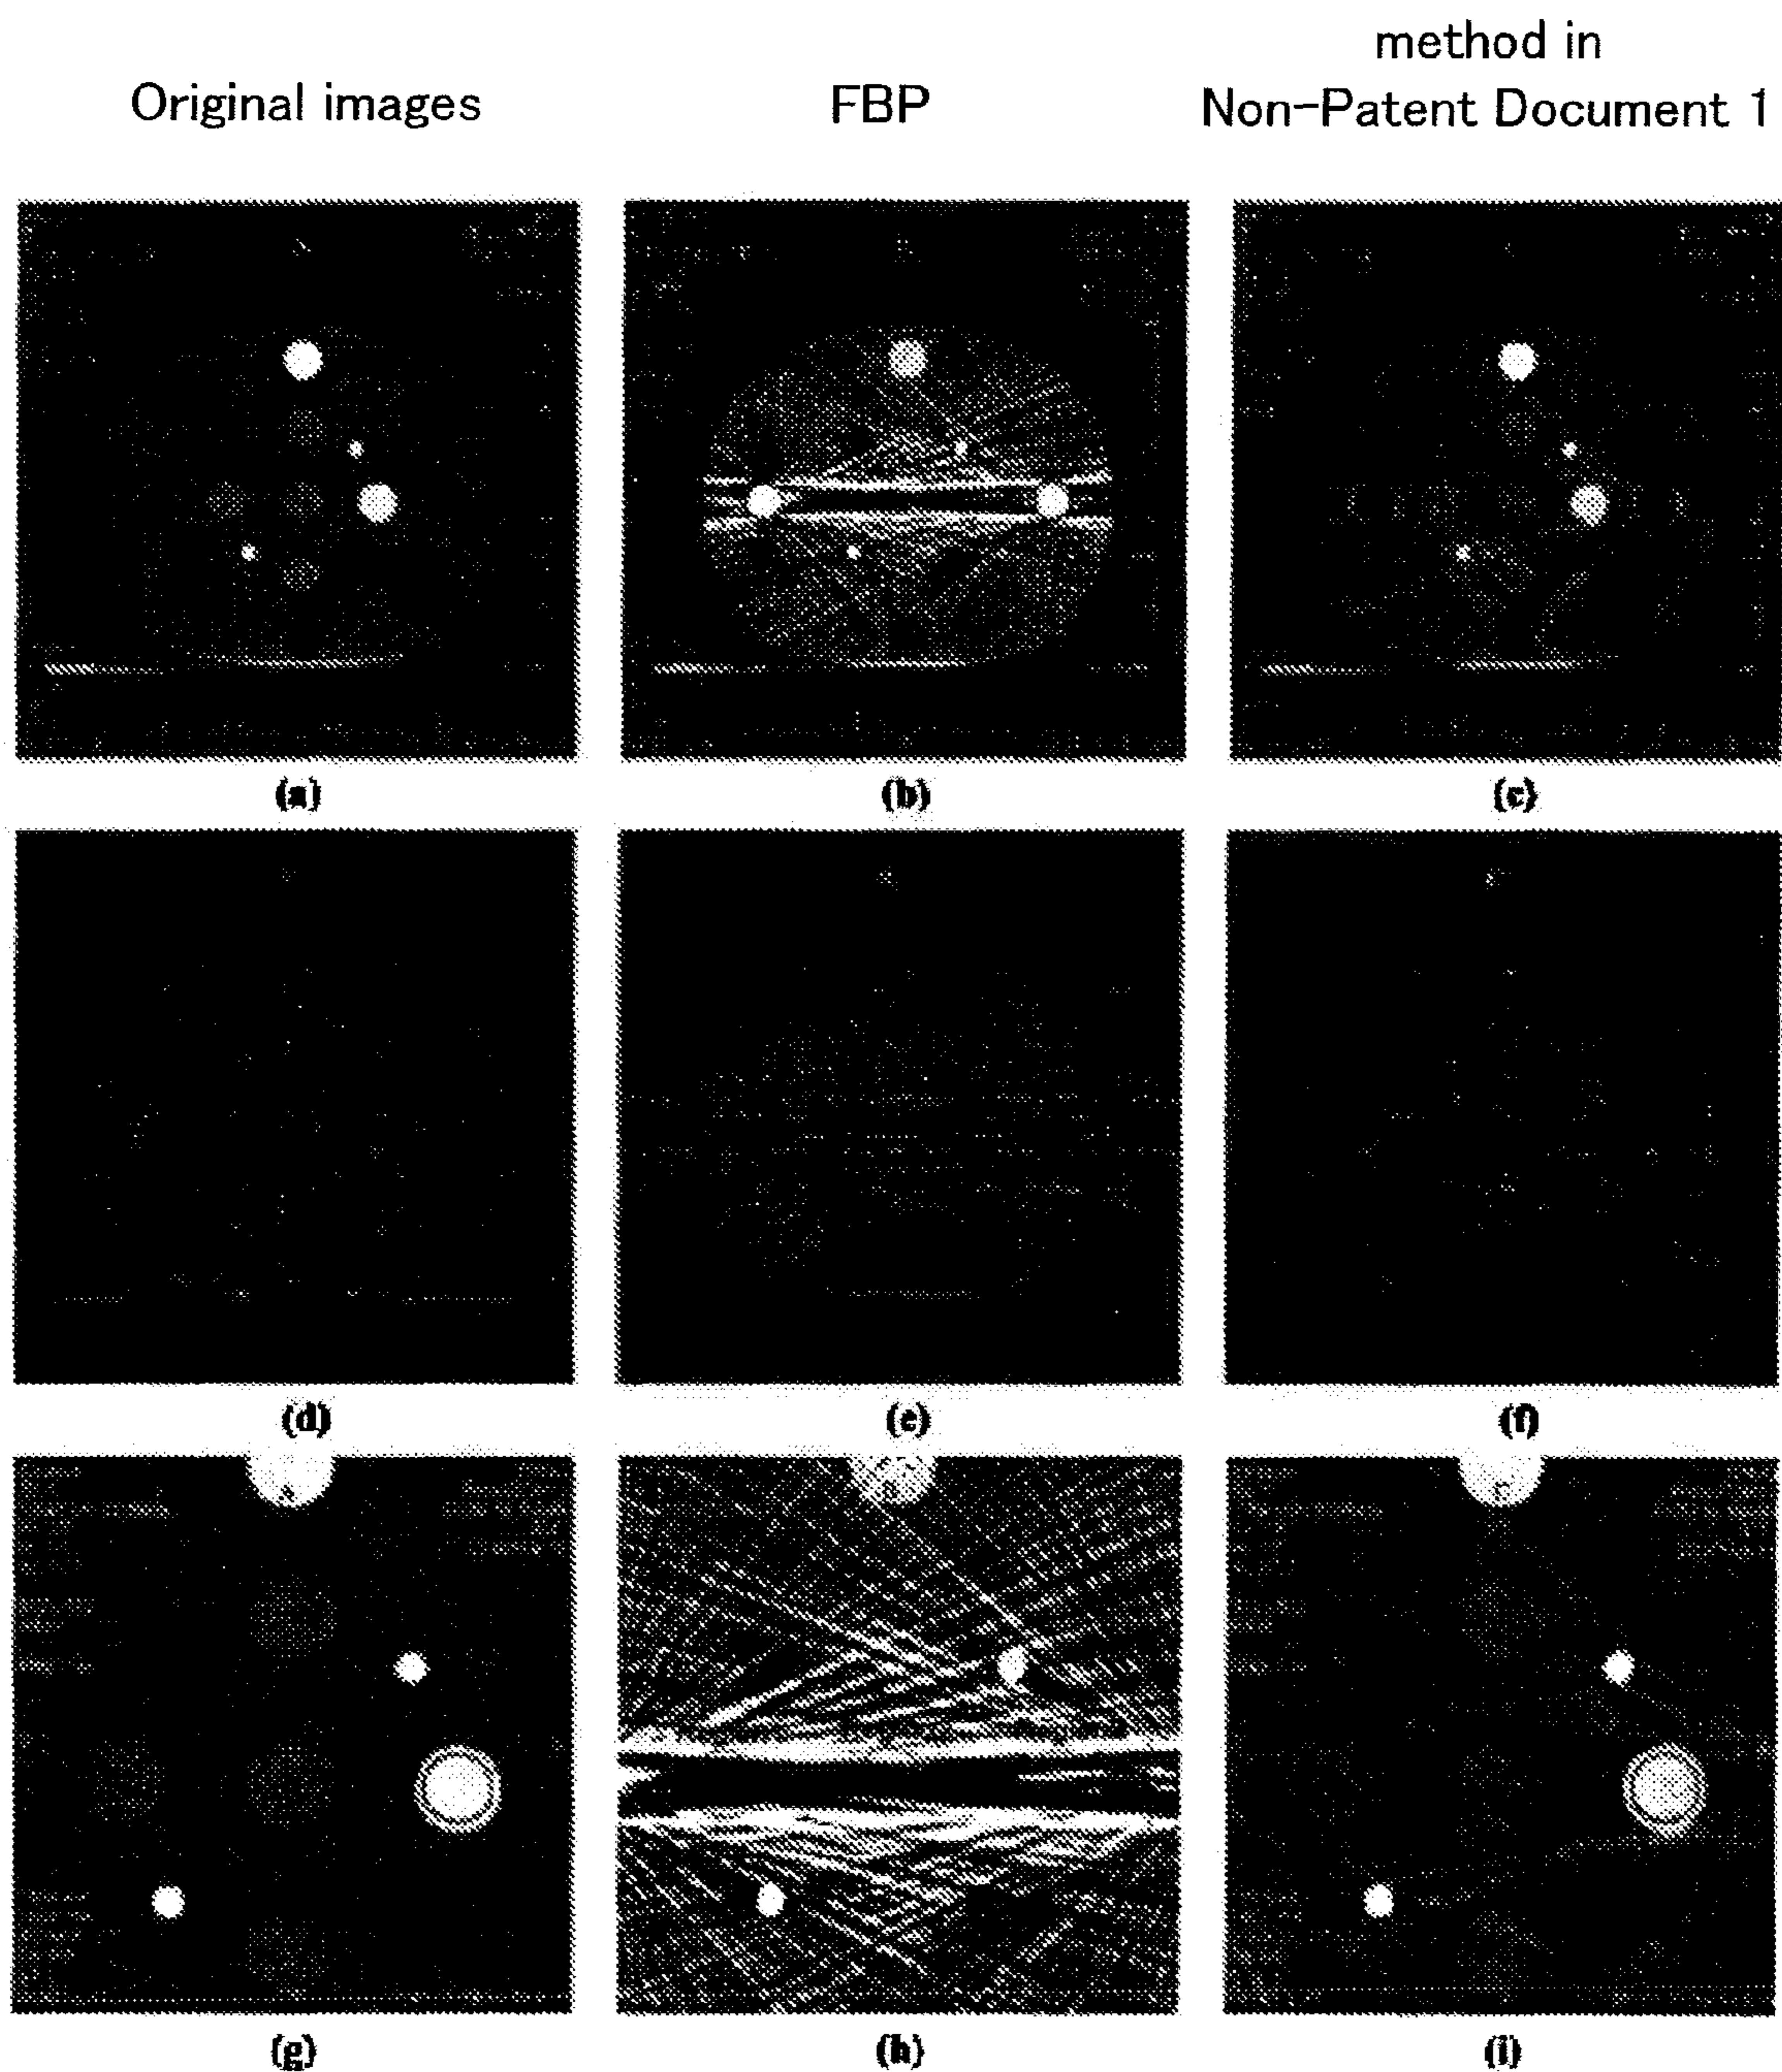 Original images
FBP
method in
Non-Patent Document 1
(a)
(b)
(c)
(d)
(e)
(f)
(g)
(h)
(i)